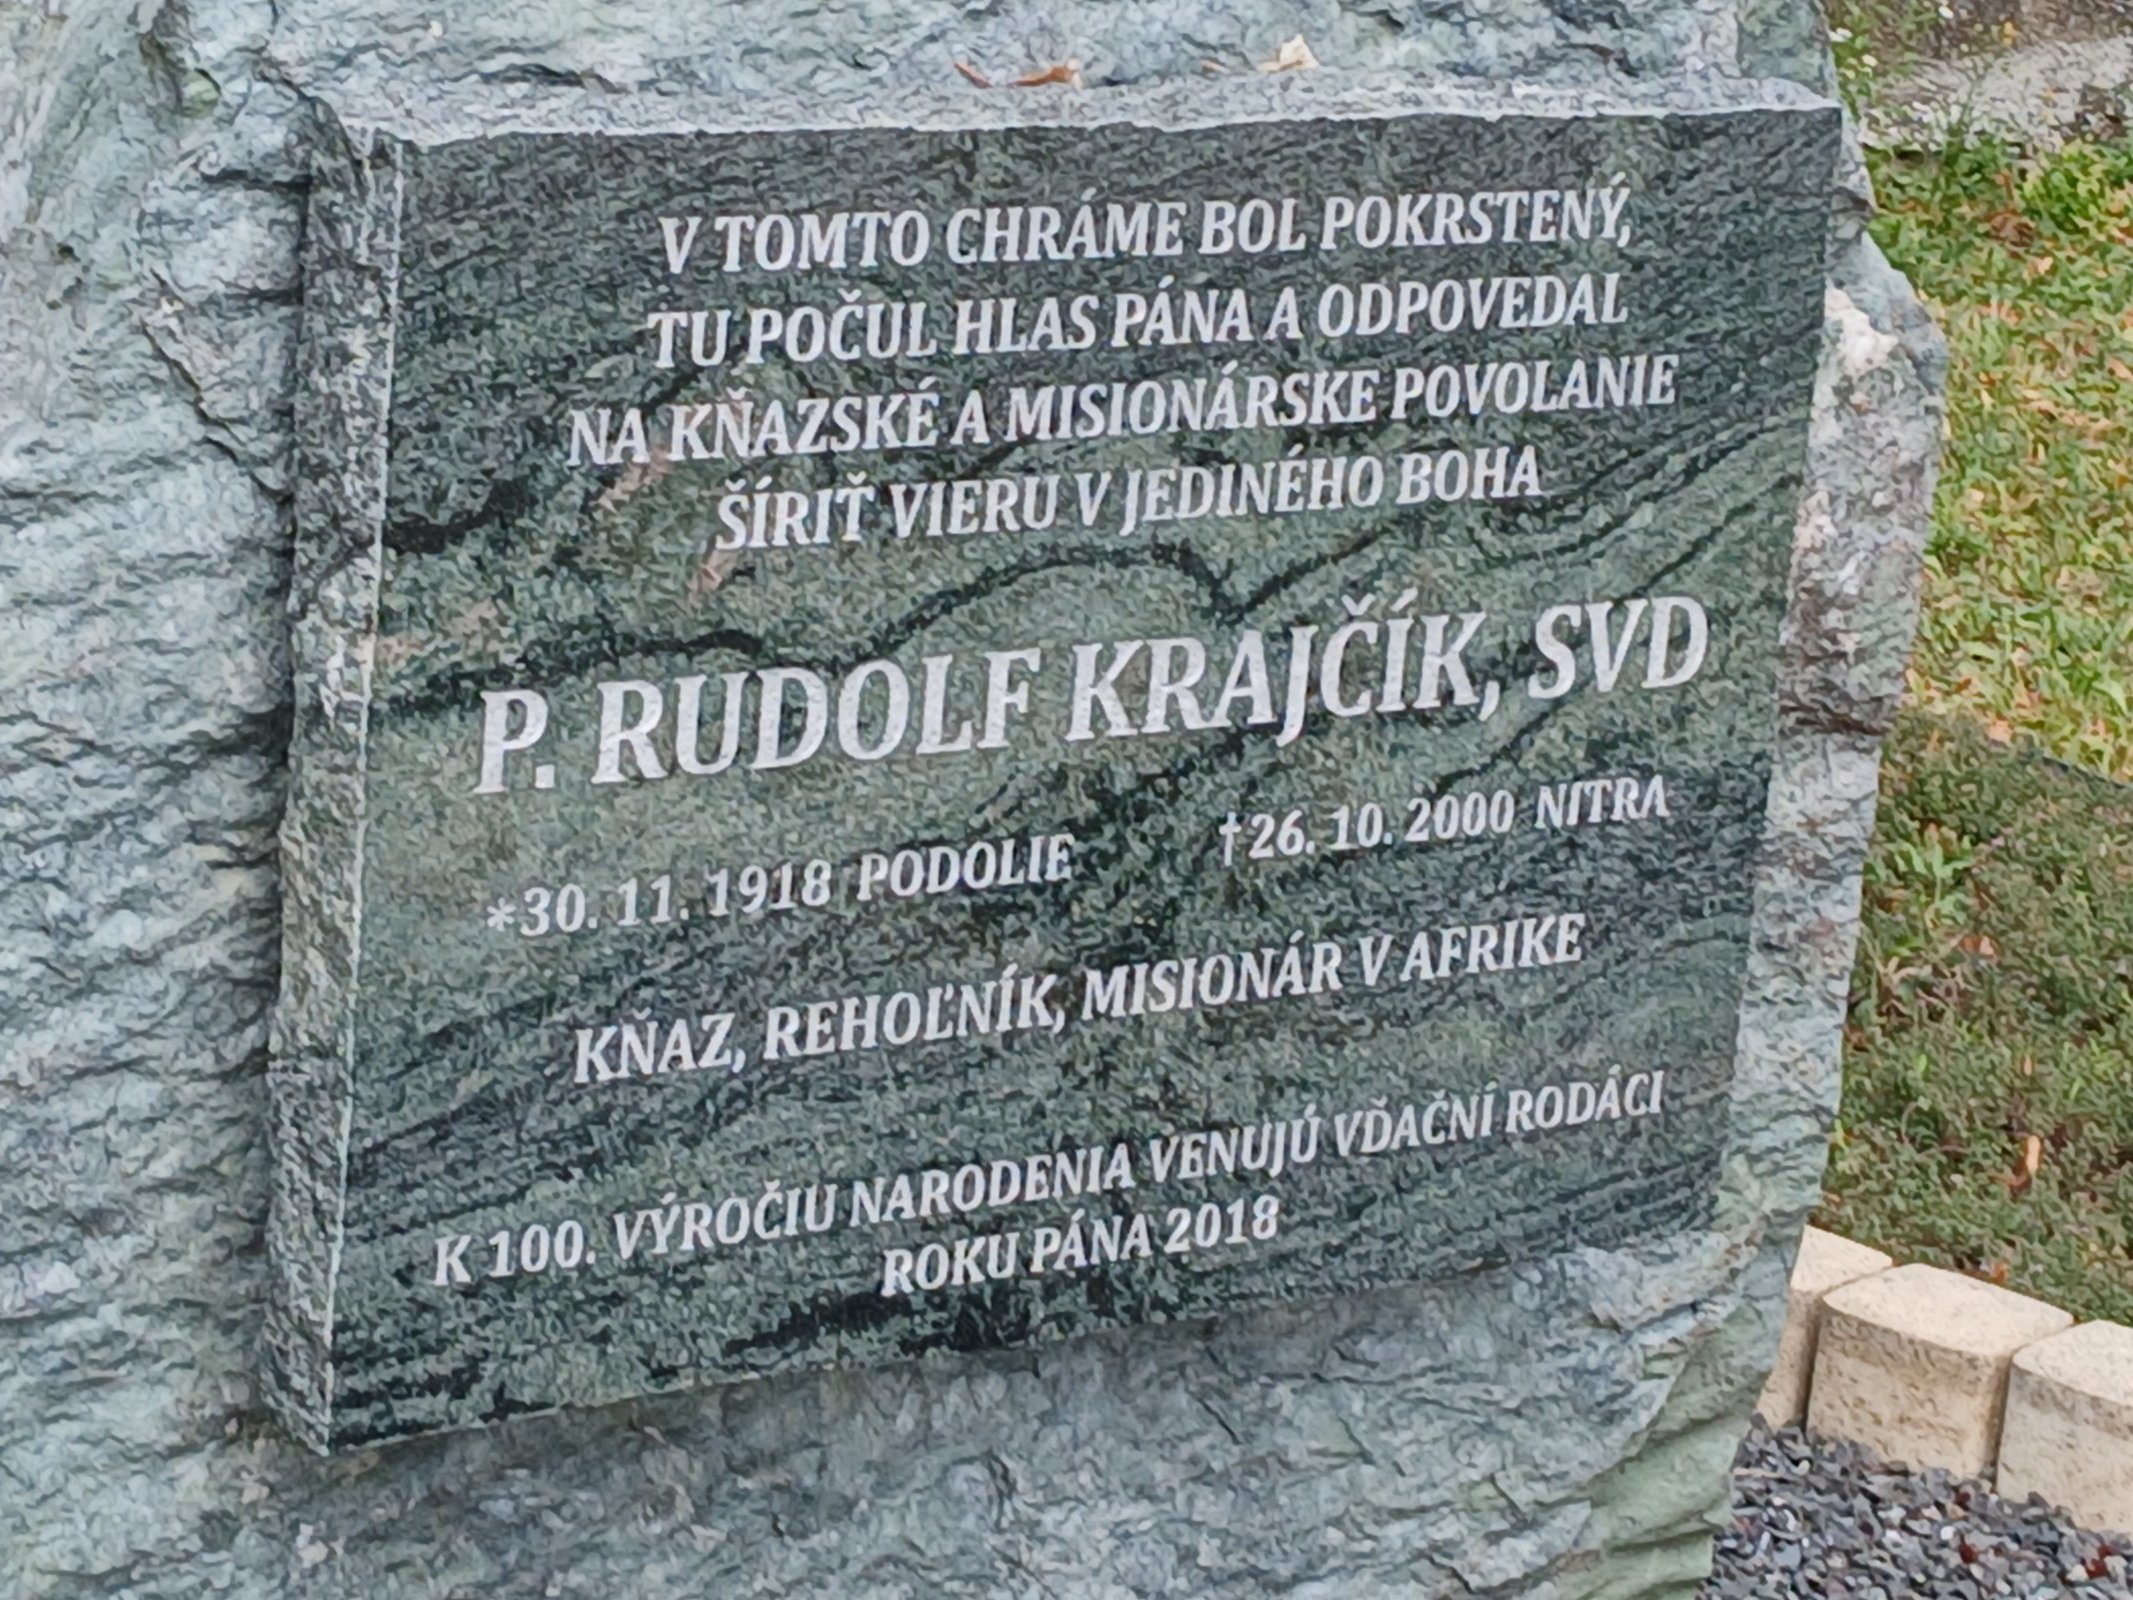 V TOMTO CHRÁME BOL POKRSTENÝ,
TU POČUL HLAS PÁNA A ODPOVEDAL
NA KŇAZSKÉ A MISIONÁRSKE POVOLANIE
ŠÍRIŤ VIERU V JEDINÉHO BOHA
P. RUDOLF KRAJČÍK, SVD
*30. 11. 1918 PODOLIE †26. 10. 2000 NITRA
KŇAZ, REHOĽNÍK, MISIONÁR V AFRIKE
K 100. VÝROČIU NARODENIA VENUJÚ VĎAČNÍ RODÁCI
ROKU PÁNA 2018